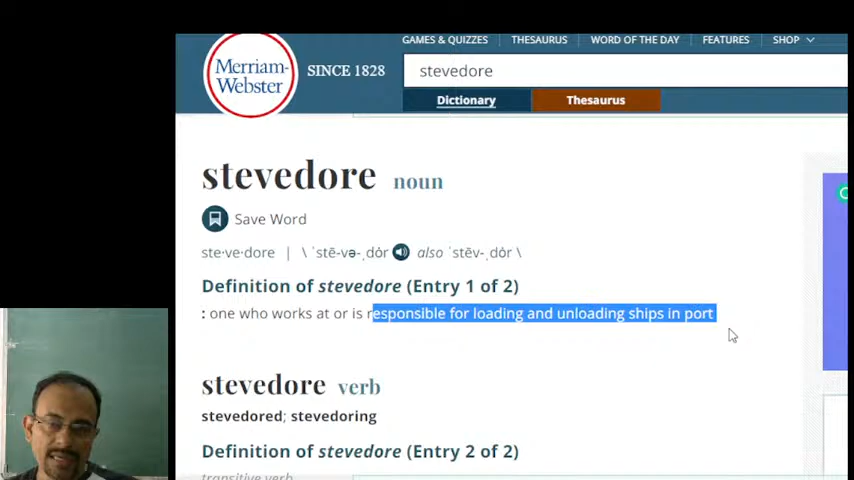 GAMES & QUIZZES THESAURUS WORD OF THE DAY FEATURES SHOP
Merriam-
Webster
SINCE 1828
stevedore
Dictionary Thesaurus
stevedore noun
Save Word
ste·ve·dore | \ ˈstē-və-ˌdȯr also ˈstēv-ˌdȯr \
Definition of stevedore (Entry 1 of 2)
: one who works at or is responsible for loading and unloading ships in port
stevedore verb
stevedored; stevedoring
Definition of stevedore (Entry 2 of 2)
transitive verb